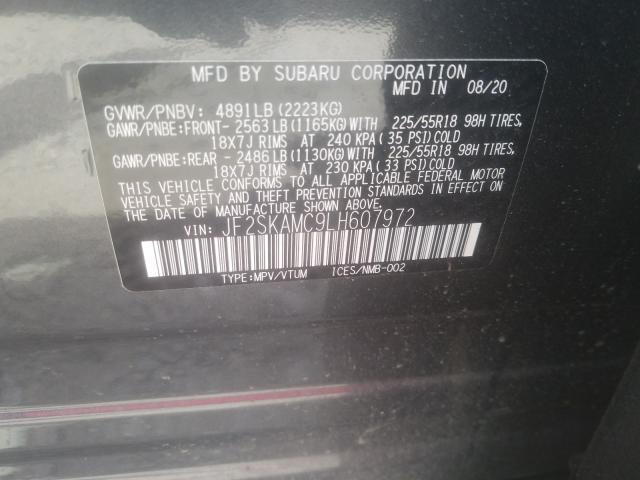 MFD BY SUBARU CORPORATION
MFD IN 08/20
GVWR/PNBV: 4891LB (2223KG)
GAWR/PNBE:FRONT- 2563 LB (1165KG) WITH 225/55R18 98H TIRES,
18X7J RIMS AT 240 KPA (35 PSI) COLD
GAWR/PNBE:REAR - 2486 LB (1130KG) WITH 225/55R18 98H TIRES,
18X7J RIMS AT 230 KPA (33 PSI) COLD
THIS VEHICLE CONFORMS TO ALL APPLICABLE FEDERAL MOTOR
VEHICLE SAFETY AND THEFT PREVENTION STANDARDS IN EFFECT ON
THE DATE OF MANUFACTURE SHOWN ABOVE.
VIN: JF2SKAMC9LH607972
TYPE:MPV/VTUM ICES/NMB-002